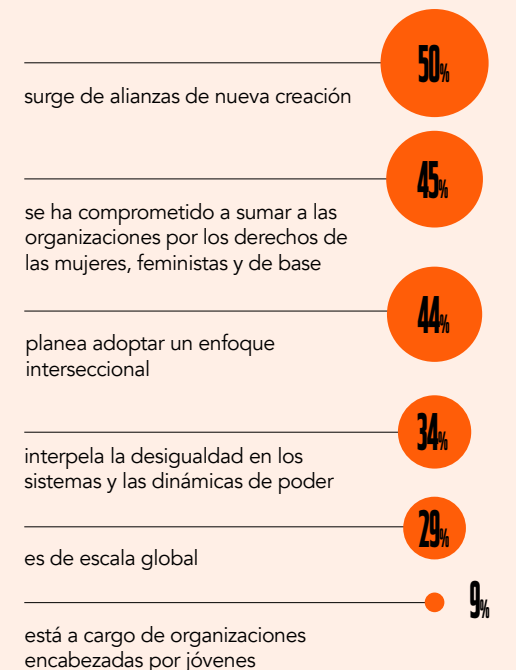 50%
surge de alianzas de nueva creación
45%
se ha comprometido a sumar a las
organizaciones por los derechos de
las mujeres, feministas y de base
44%
planea adoptar un enfoque
interseccional
34%
interpela la desigualdad en los
sistemas y las dinámicas de poder
29%
es de escala global
9%
está a cargo de organizaciones
encabezadas por jóvenes